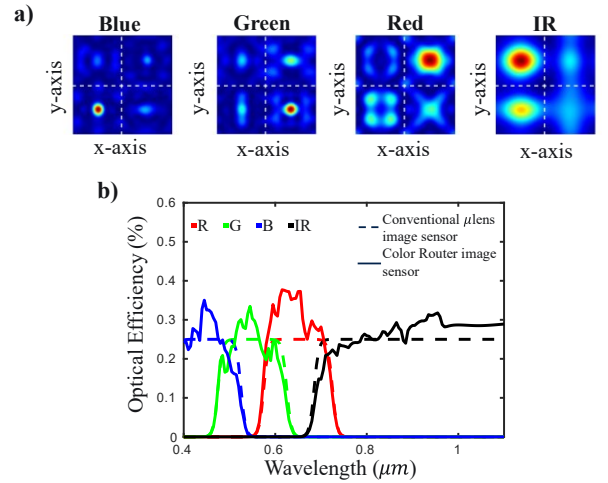 a)
Blue
Green
Red
IR
y-axis
y-axis
y-axis
y-axis
x-axis
x-axis
x-axis
x-axis
b)
0.6
0.5
0.4
0.3
0.2
0.1
0
Optical Efficiency (%)
R G B IR
Conventional μlens
image sensor
Color Router image
sensor
0.4 0.6 0.8 1
Wavelength (μm)